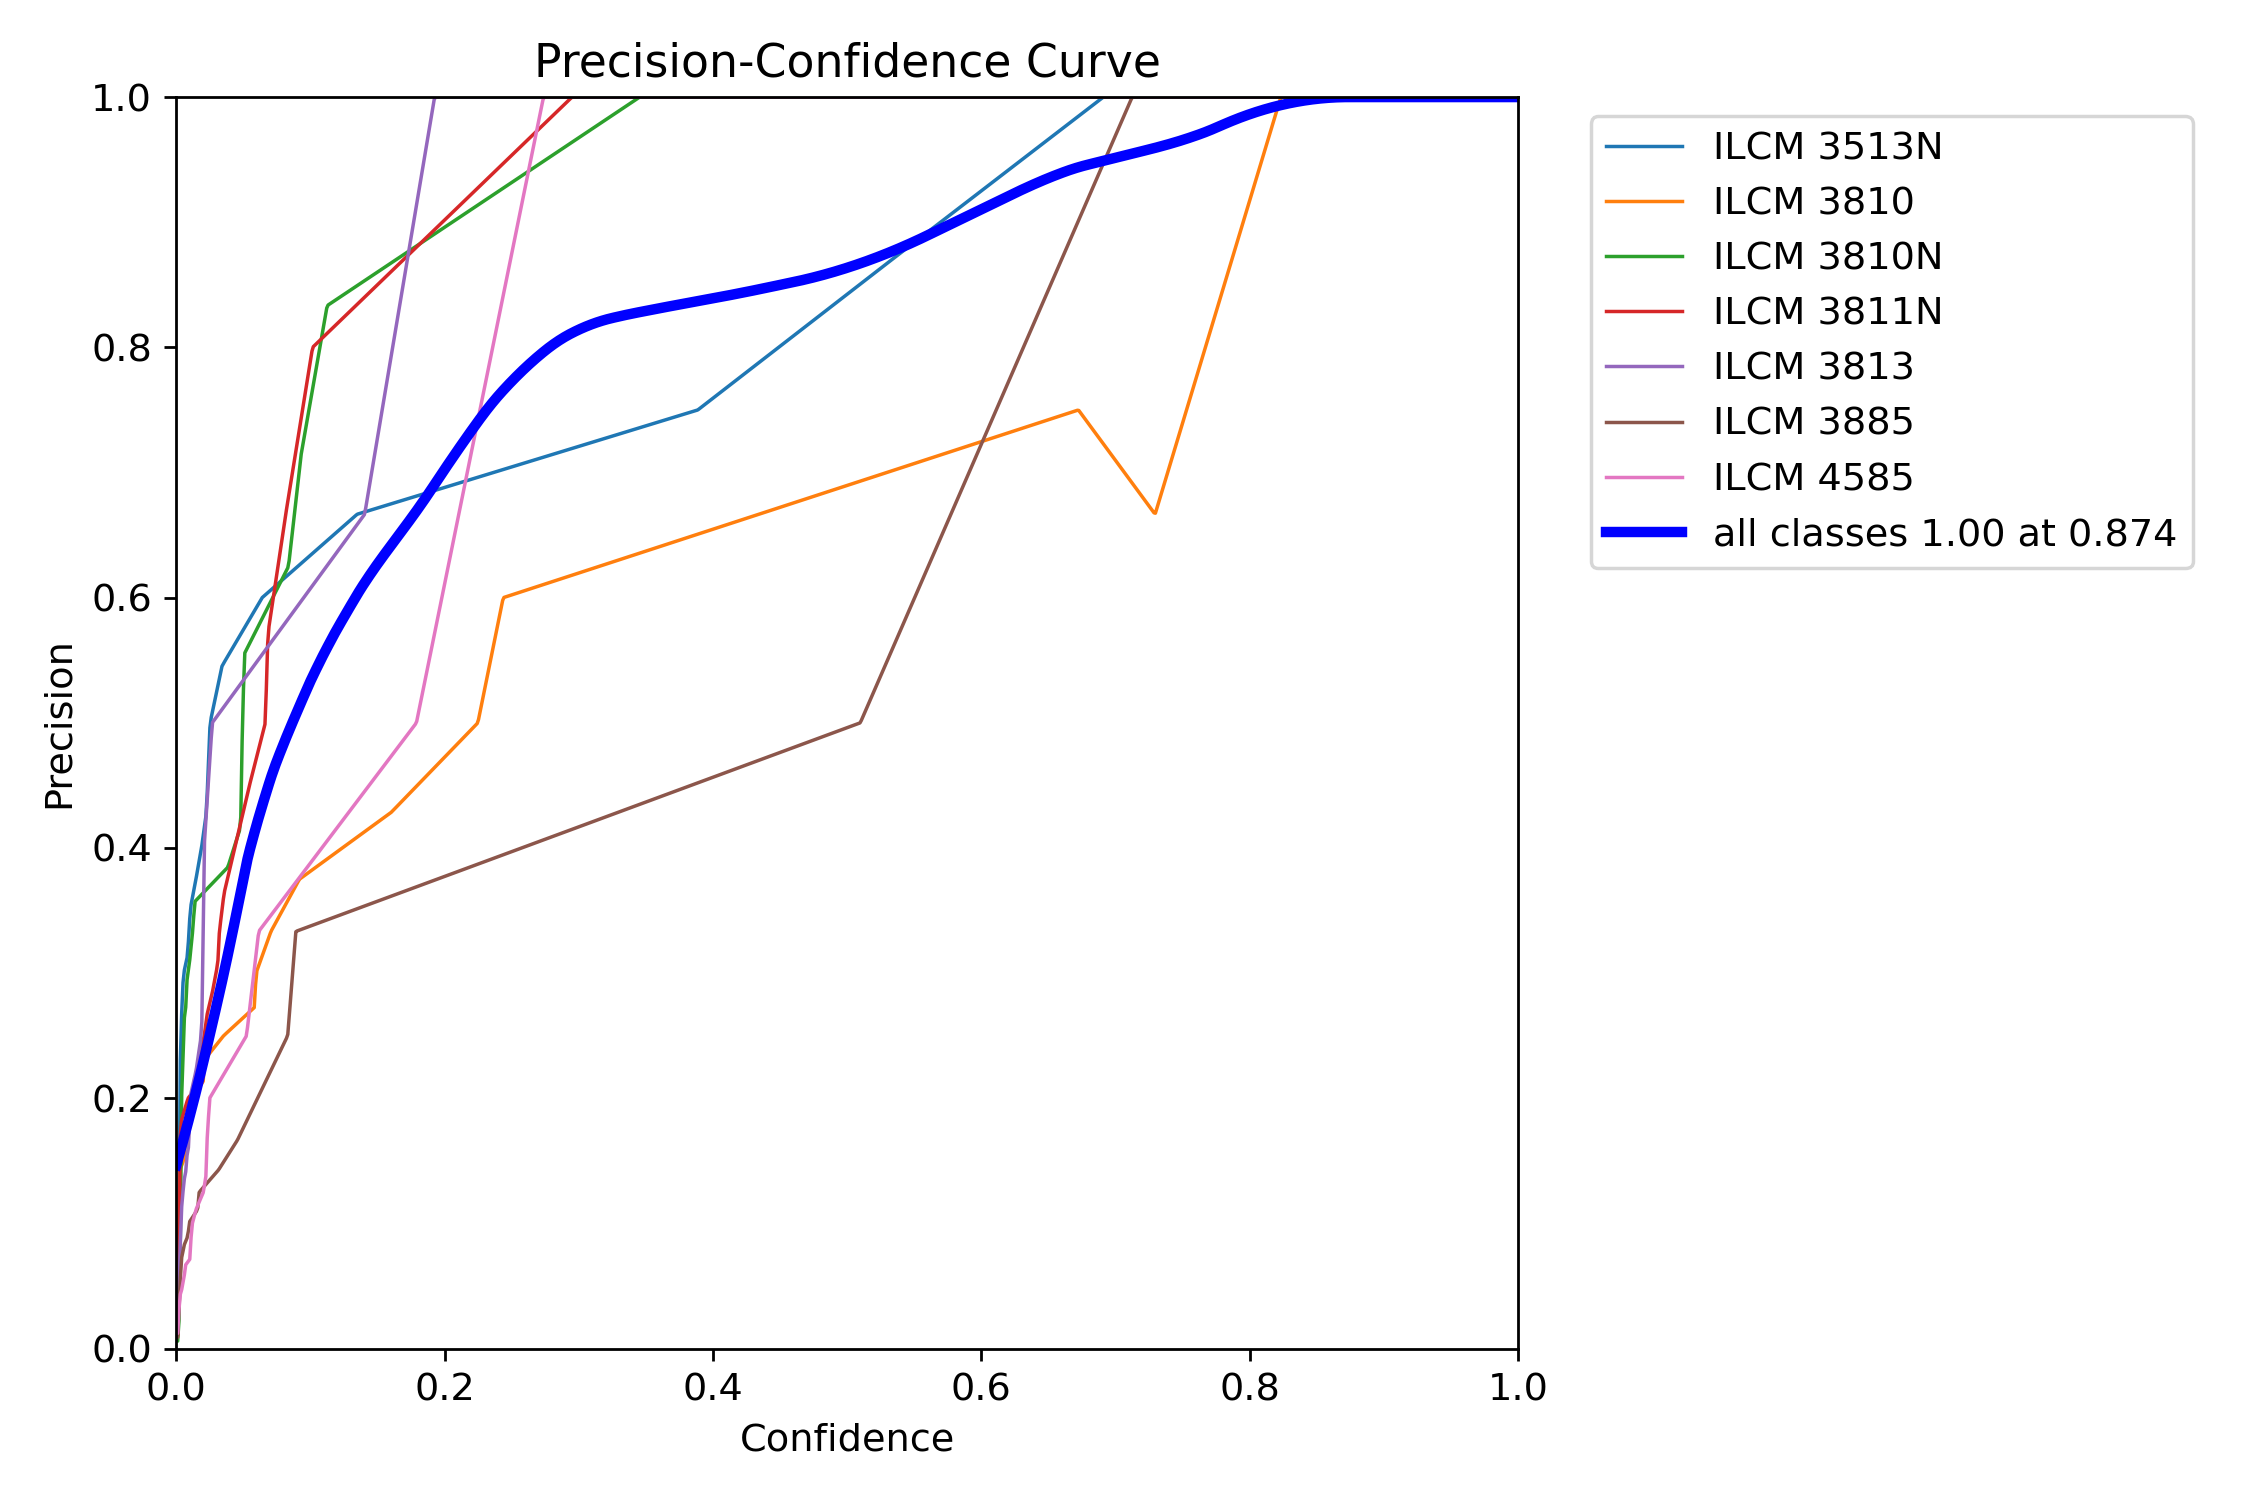 Precision-Confidence Curve
1.0
0.8
0.6
0.4
0.2
0.0
Precision
0.0 0.2 0.4 0.6 0.8 1.0
Confidence
ILCM 3513N
ILCM 3810
ILCM 3810N
ILCM 3811N
ILCM 3813
ILCM 3885
ILCM 4585
all classes 1.00 at 0.874